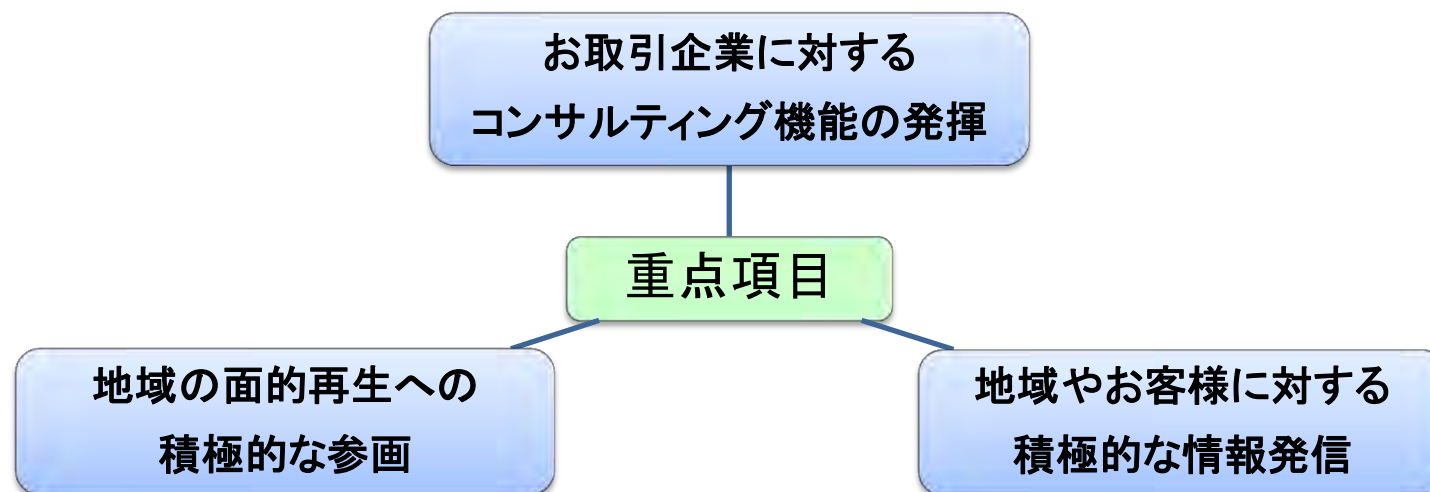 お取引企業に対する
コンサルティング機能の発揮
重点項目
地域の面的再生への
積極的な参画
地域やお客様に対する
積極的な情報発信